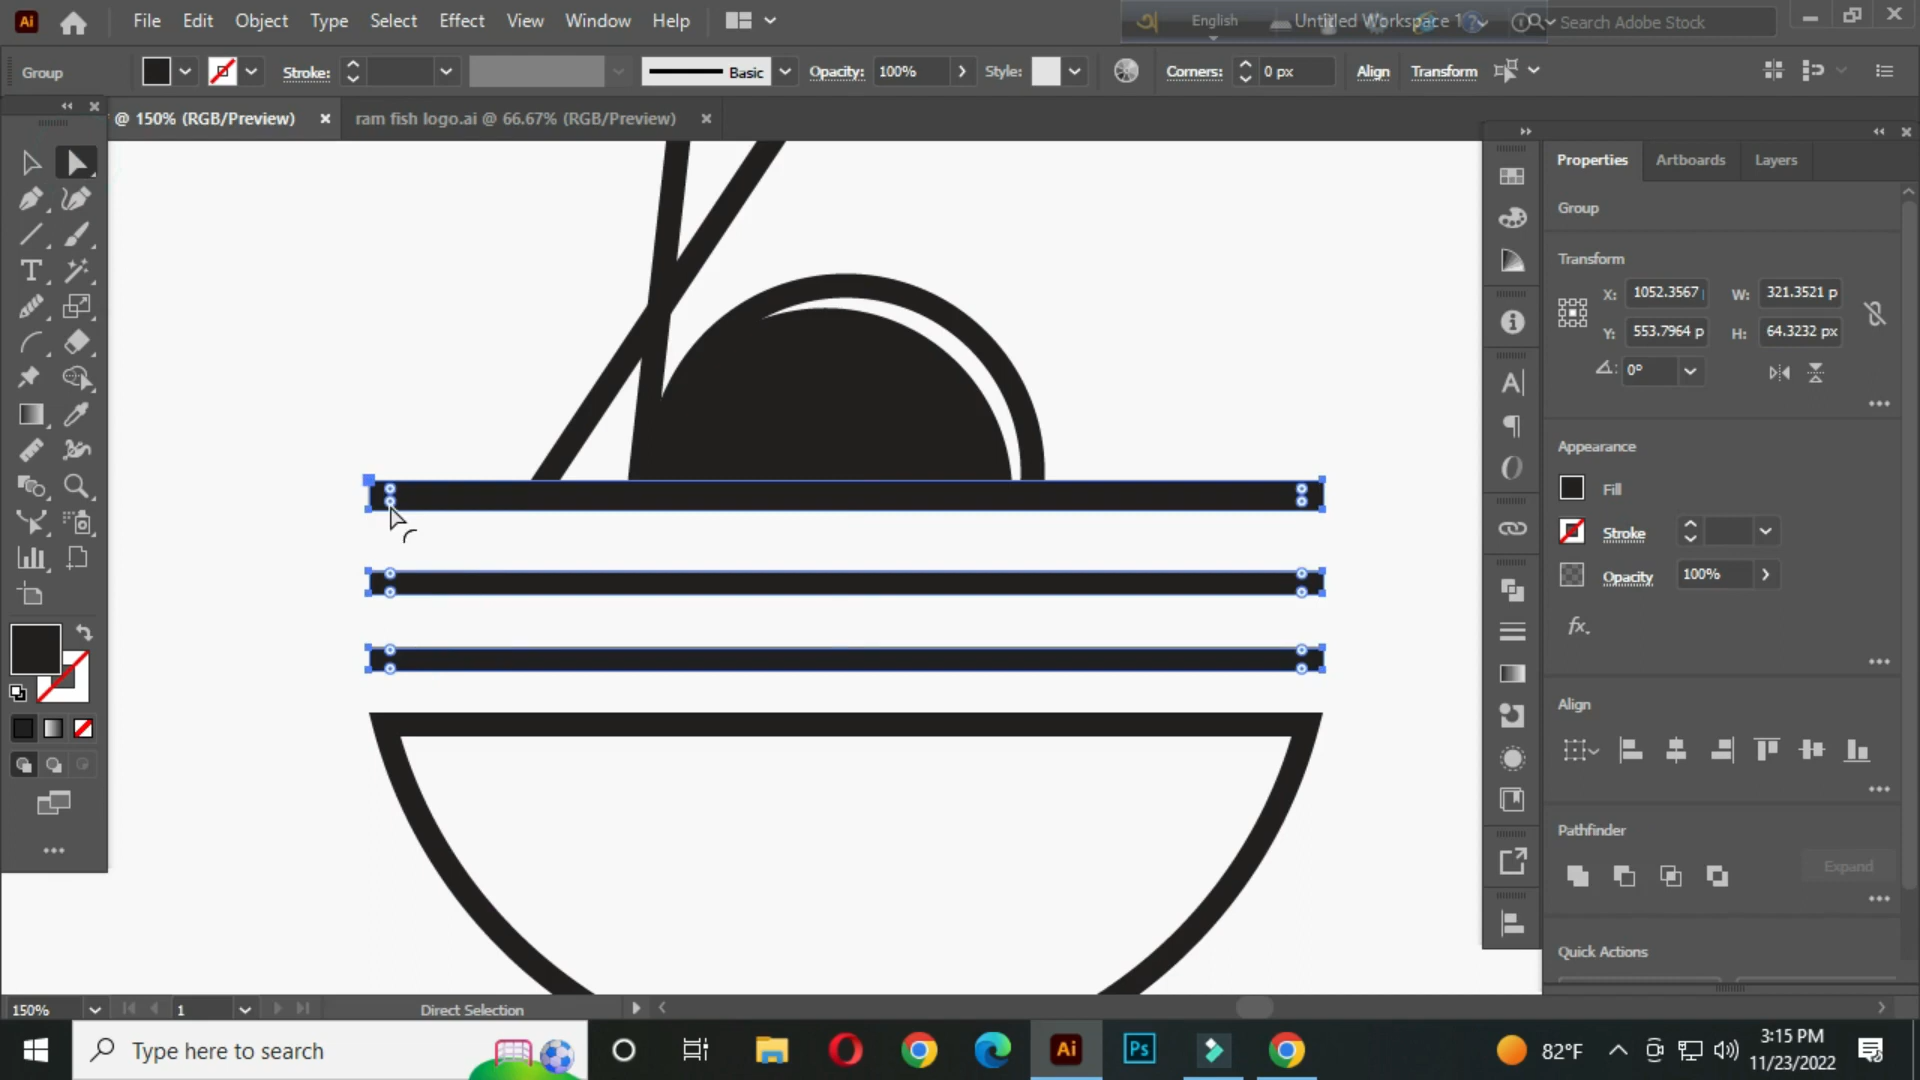 Ai File Edit Object Type Select Effect View Window Help English Untitled Workspace 1 Search Adobe Stock
Group Stroke: Basic Opacity: 100% Style: Corners: 0 px Align Transform
@ 150% (RGB/Preview) × ram fish logo.ai @ 66.67% (RGB/Preview) ×
Properties Artboards Layers
Group
Transform
X: 1052.3567 W: 321.3521 p
Y: 553.7964 p H: 64.3232 px
0°
Appearance
Fill
Stroke
Opacity 100%
fx.
Align
Pathfinder
Expand
Quick Actions
150% 1 Direct Selection
Type here to search Ai Ps 82°F 3:15 PM
11/23/2022